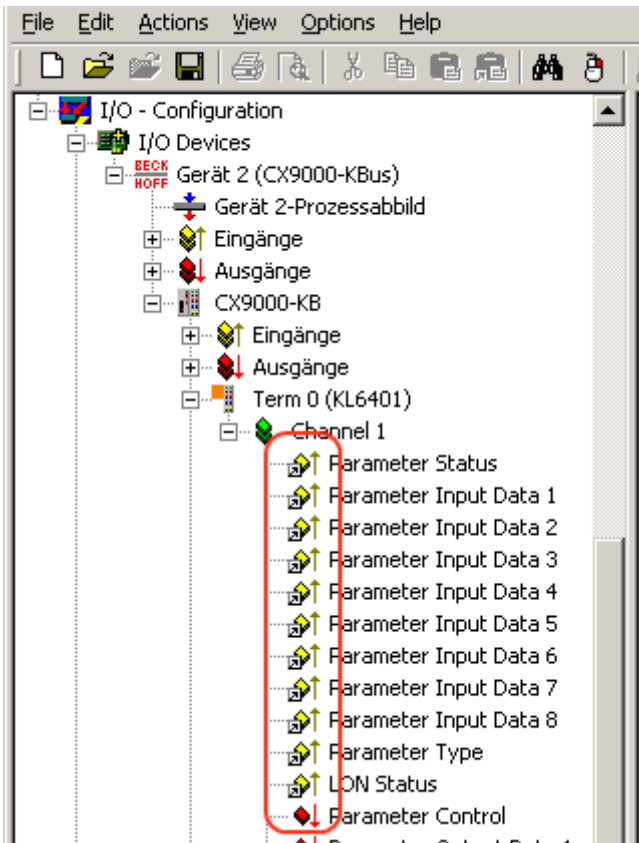 File Edit Actions View Options Help
I/O - Configuration
I/O Devices
BECK
HOFF
Gerät 2 (CX9000-KBus)
Gerät 2-Prozessabbild
Eingänge
Ausgänge
CX9000-KB
Eingänge
Ausgänge
Term 0 (KL6401)
Channel 1
Parameter Status
Parameter Input Data 1
Parameter Input Data 2
Parameter Input Data 3
Parameter Input Data 4
Parameter Input Data 5
Parameter Input Data 6
Parameter Input Data 7
Parameter Input Data 8
Parameter Type
LON Status
Parameter Control